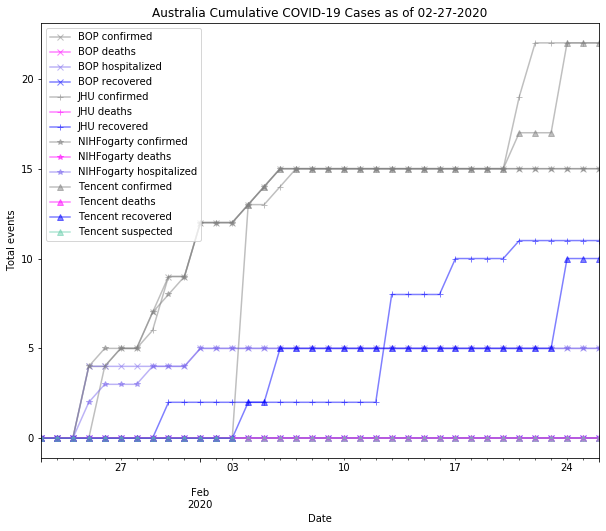 Australia Cumulative COVID-19 Cases as of 02-27-2020
BOP confirmed
BOP deaths
BOP hospitalized
BOP recovered
JHU confirmed
JHU deaths
JHU recovered
NIHFogarty confirmed
NIHFogarty deaths
NIHFogarty hospitalized
Tencent confirmed
Tencent deaths
Tencent recovered
Tencent suspected
Total events
20
15
10
5
0
27
03
10
17
24
Feb
2020
Date